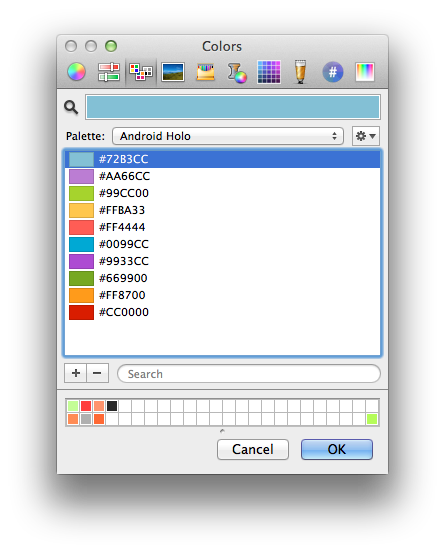 Colors
#
Palette: Android Holo
#72B3CC
#AA66CC
#99CC00
#FFBA33
#FF4444
#0099CC
#9933CC
#669900
#FF8700
#CC0000
Search
Cancel OK